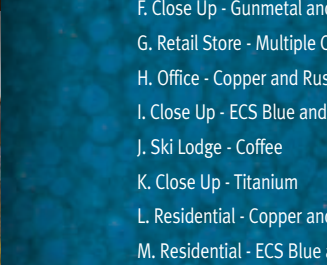 F. Close Up - Gunmetal and
G. Retail Store - Multiple
H. Office - Copper and
I. Close Up - ECS Blue and
J. Ski Lodge - Coffee
K. Close Up - Titanium
L. Residential - Copper and
M. Residential - ECS Blue